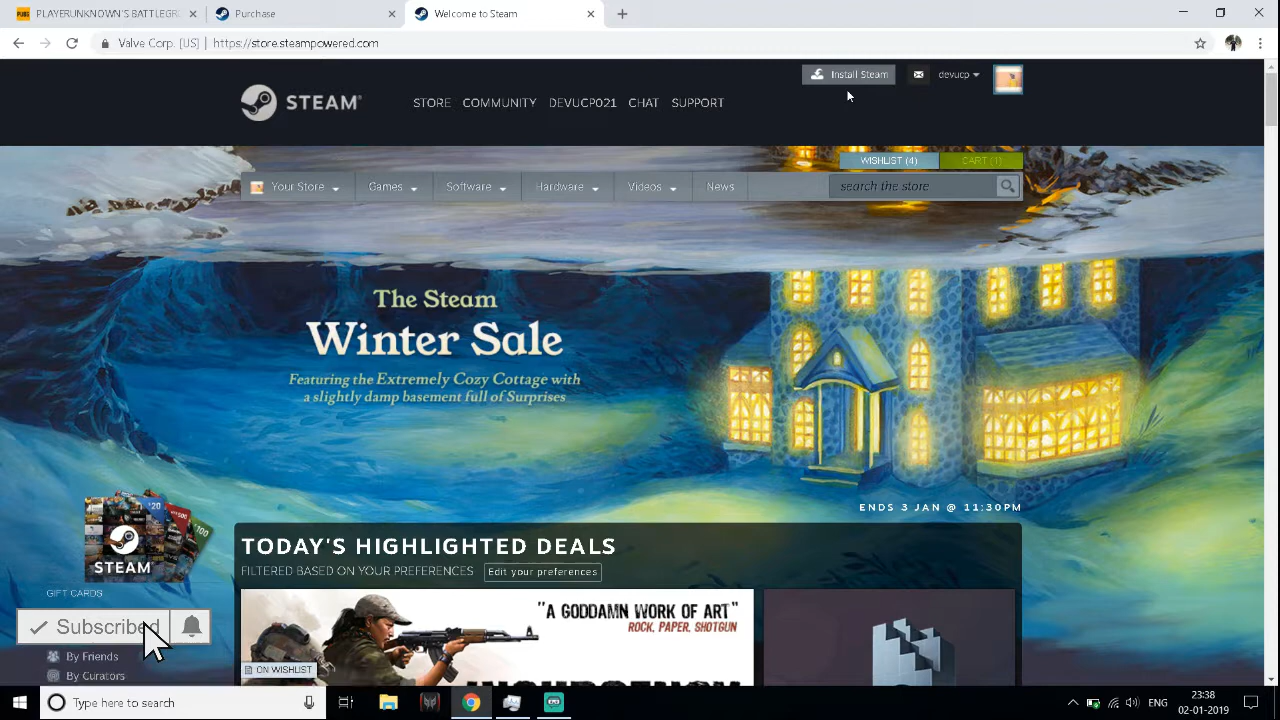 PLAYERUNKNOWN'S BATTLEGR
Purchase
Welcome to Steam
Valve Corp. [US] | https://store.steampowered.com
Install Steam
devucp
STEAM
STORE COMMUNITY DEVUCP021 CHAT SUPPORT
WISHLIST (4)
CART (1)
Your Store
Games
Software
Hardware
Videos
News
search the store
The Steam
Winter Sale
Featuring the Extremely Cozy Cottage with
a slightly damp basement full of Surprises
ENDS 3 JAN @ 11:30PM
STEAM
GIFT CARDS
Subscribed
By Friends
By Curators
TODAY'S HIGHLIGHTED DEALS
FILTERED BASED ON YOUR PREFERENCES
Edit your preferences
"A GODDAMN WORK OF ART"
ROCK, PAPER, SHOTGUN
ON WISHLIST
Type here to search
ENG
23:38
02-01-2019